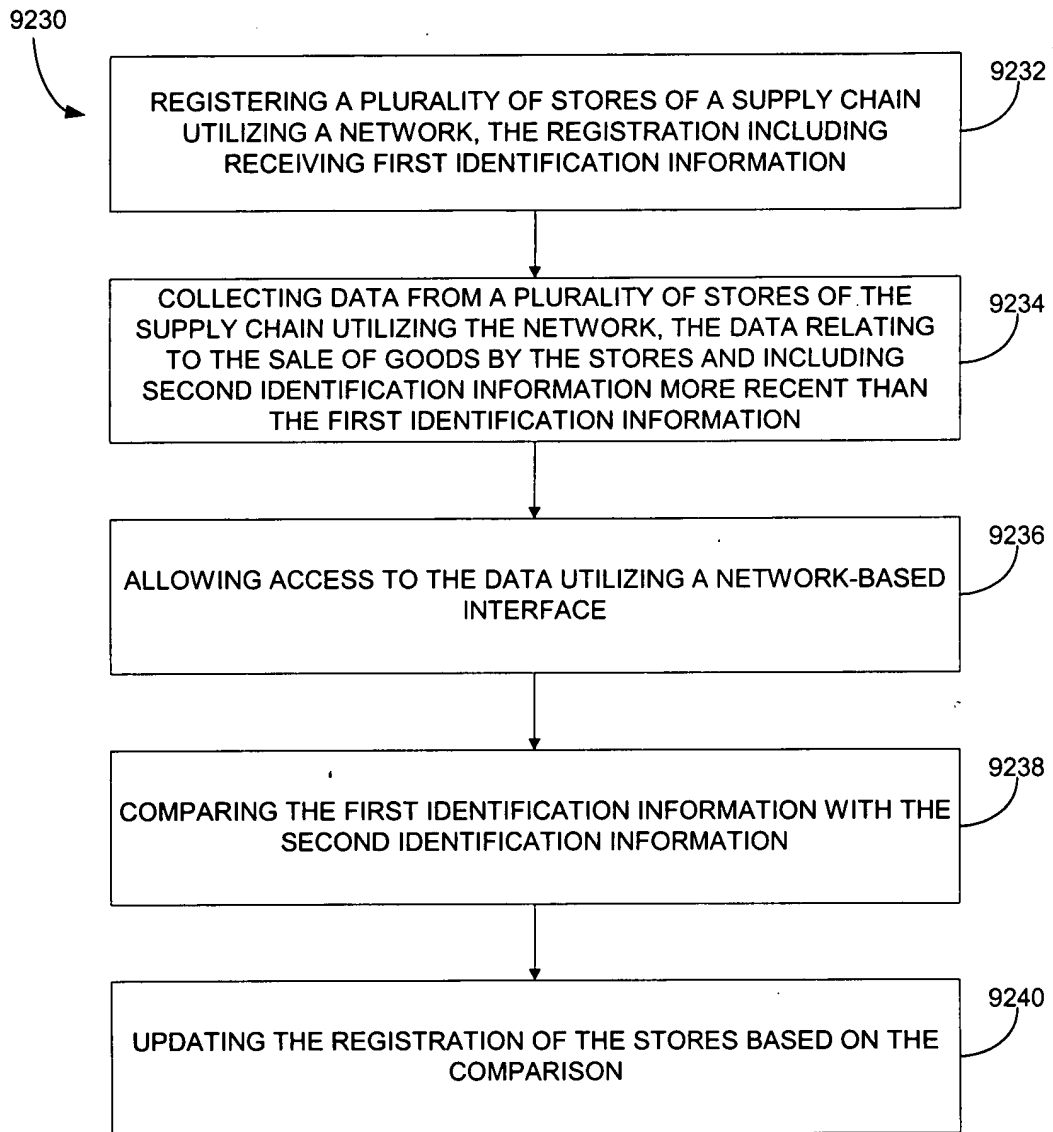 9230
9232
REGISTERING A PLURALITY OF STORES OF A SUPPLY CHAIN
UTILIZING A NETWORK, THE REGISTRATION INCLUDING
RECEIVING FIRST IDENTIFICATION INFORMATION
9234
COLLECTING DATA FROM A PLURALITY OF STORES OF THE
SUPPLY CHAIN UTILIZING THE NETWORK, THE DATA RELATING
TO THE SALE OF GOODS BY THE STORES AND INCLUDING
SECOND IDENTIFICATION INFORMATION MORE RECENT THAN
THE FIRST IDENTIFICATION INFORMATION
9236
ALLOWING ACCESS TO THE DATA UTILIZING A NETWORK-BASED
INTERFACE
9238
COMPARING THE FIRST IDENTIFICATION INFORMATION WITH THE
SECOND IDENTIFICATION INFORMATION
9240
UPDATING THE REGISTRATION OF THE STORES BASED ON THE
COMPARISON